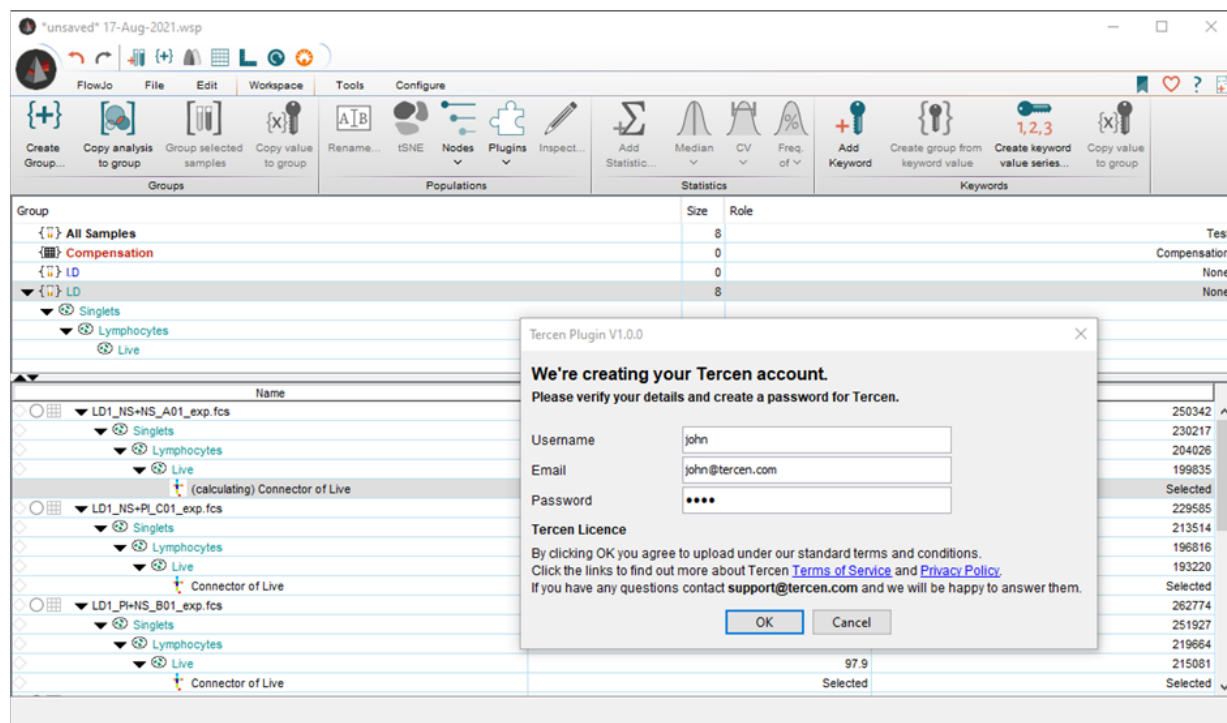 *unsaved* 17-Aug-2021.wsp
FlowJo File Edit Workspace Tools Configure
{+} {x} A|B Σ % + {} 1,2,3 {x}
Create Group... Copy analysis to group Group selected samples Copy value to group Rename... tSNE Nodes Plugins Inspect... Add Statistic... Median CV Freq. of Add Keyword Create group from keyword value Create keyword value series... Copy value to group
Groups Populations Statistics Keywords
Group Size Role
All Samples 8 Test
Compensation 0 Compensation
I.D 0 None
LD 8 None
Singlets
Lymphocytes
Live
Tercen Plugin V1.0.0
We're creating your Tercen account.
Please verify your details and create a password for Tercen.
Username john
Email john@tercen.com
Password ••••
Tercen Licence
By clicking OK you agree to upload under our standard terms and conditions.
Click the links to find out more about Tercen Terms of Service and Privacy Policy.
If you have any questions contact support@tercen.com and we will be happy to answer them.
OK Cancel
Name
LD1_NS+NS_A01_exp.fcs 250342
Singlets 230217
Lymphocytes 204026
Live 199835
(calculating) Connector of Live Selected
LD1_NS+PI_C01_exp.fcs 229585
Singlets 213514
Lymphocytes 196816
Live 193220
Connector of Live Selected
LD1_PI+NS_B01_exp.fcs 262774
Singlets 251927
Lymphocytes 219664
Live 97.9 215081
Connector of Live Selected Selected